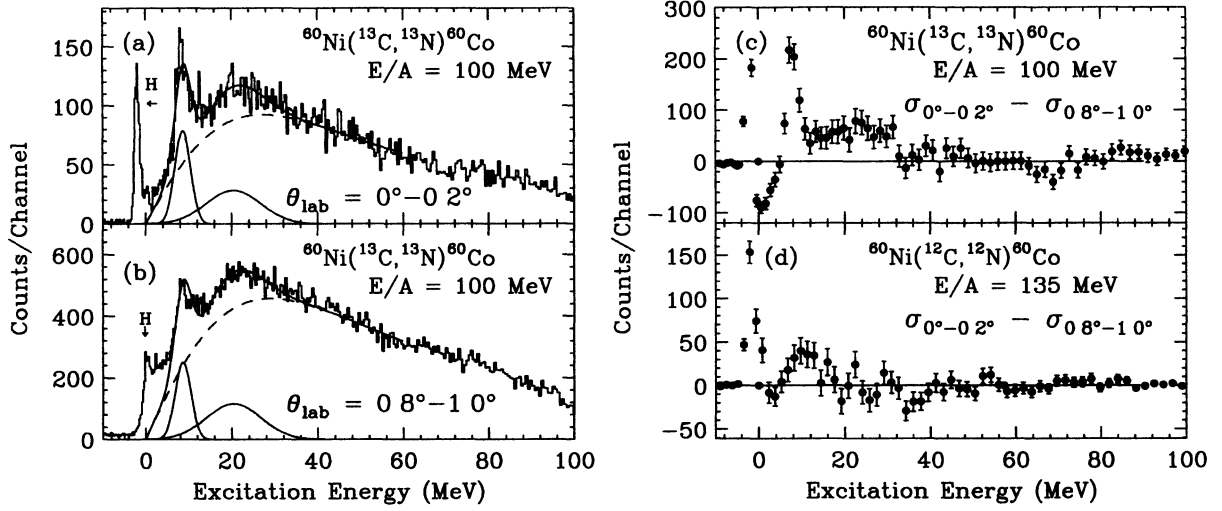 (a) ⁶⁰Ni(¹³C,¹³N)⁶⁰Co
E/A = 100 MeV
H
←
θlab = 0°−0 2°
150
100
50
0
(b) ⁶⁰Ni(¹³C,¹³N)⁶⁰Co
E/A = 100 MeV
H
↓
θlab = 0 8°−1 0°
600
400
200
0
Counts/Channel
0 20 40 60 80 100
Excitation Energy (MeV)
(c) ⁶⁰Ni(¹³C,¹³N)⁶⁰Co
E/A = 100 MeV
σ0°−0 2° − σ0 8°−1 0°
300
200
100
0
−100
(d) ⁶⁰Ni(¹²C,¹²N)⁶⁰Co
E/A = 135 MeV
σ0°−0 2° − σ0 8°−1 0°
150
100
50
0
−50
Counts/Channel
0 20 40 60 80 100
Excitation Energy (MeV)